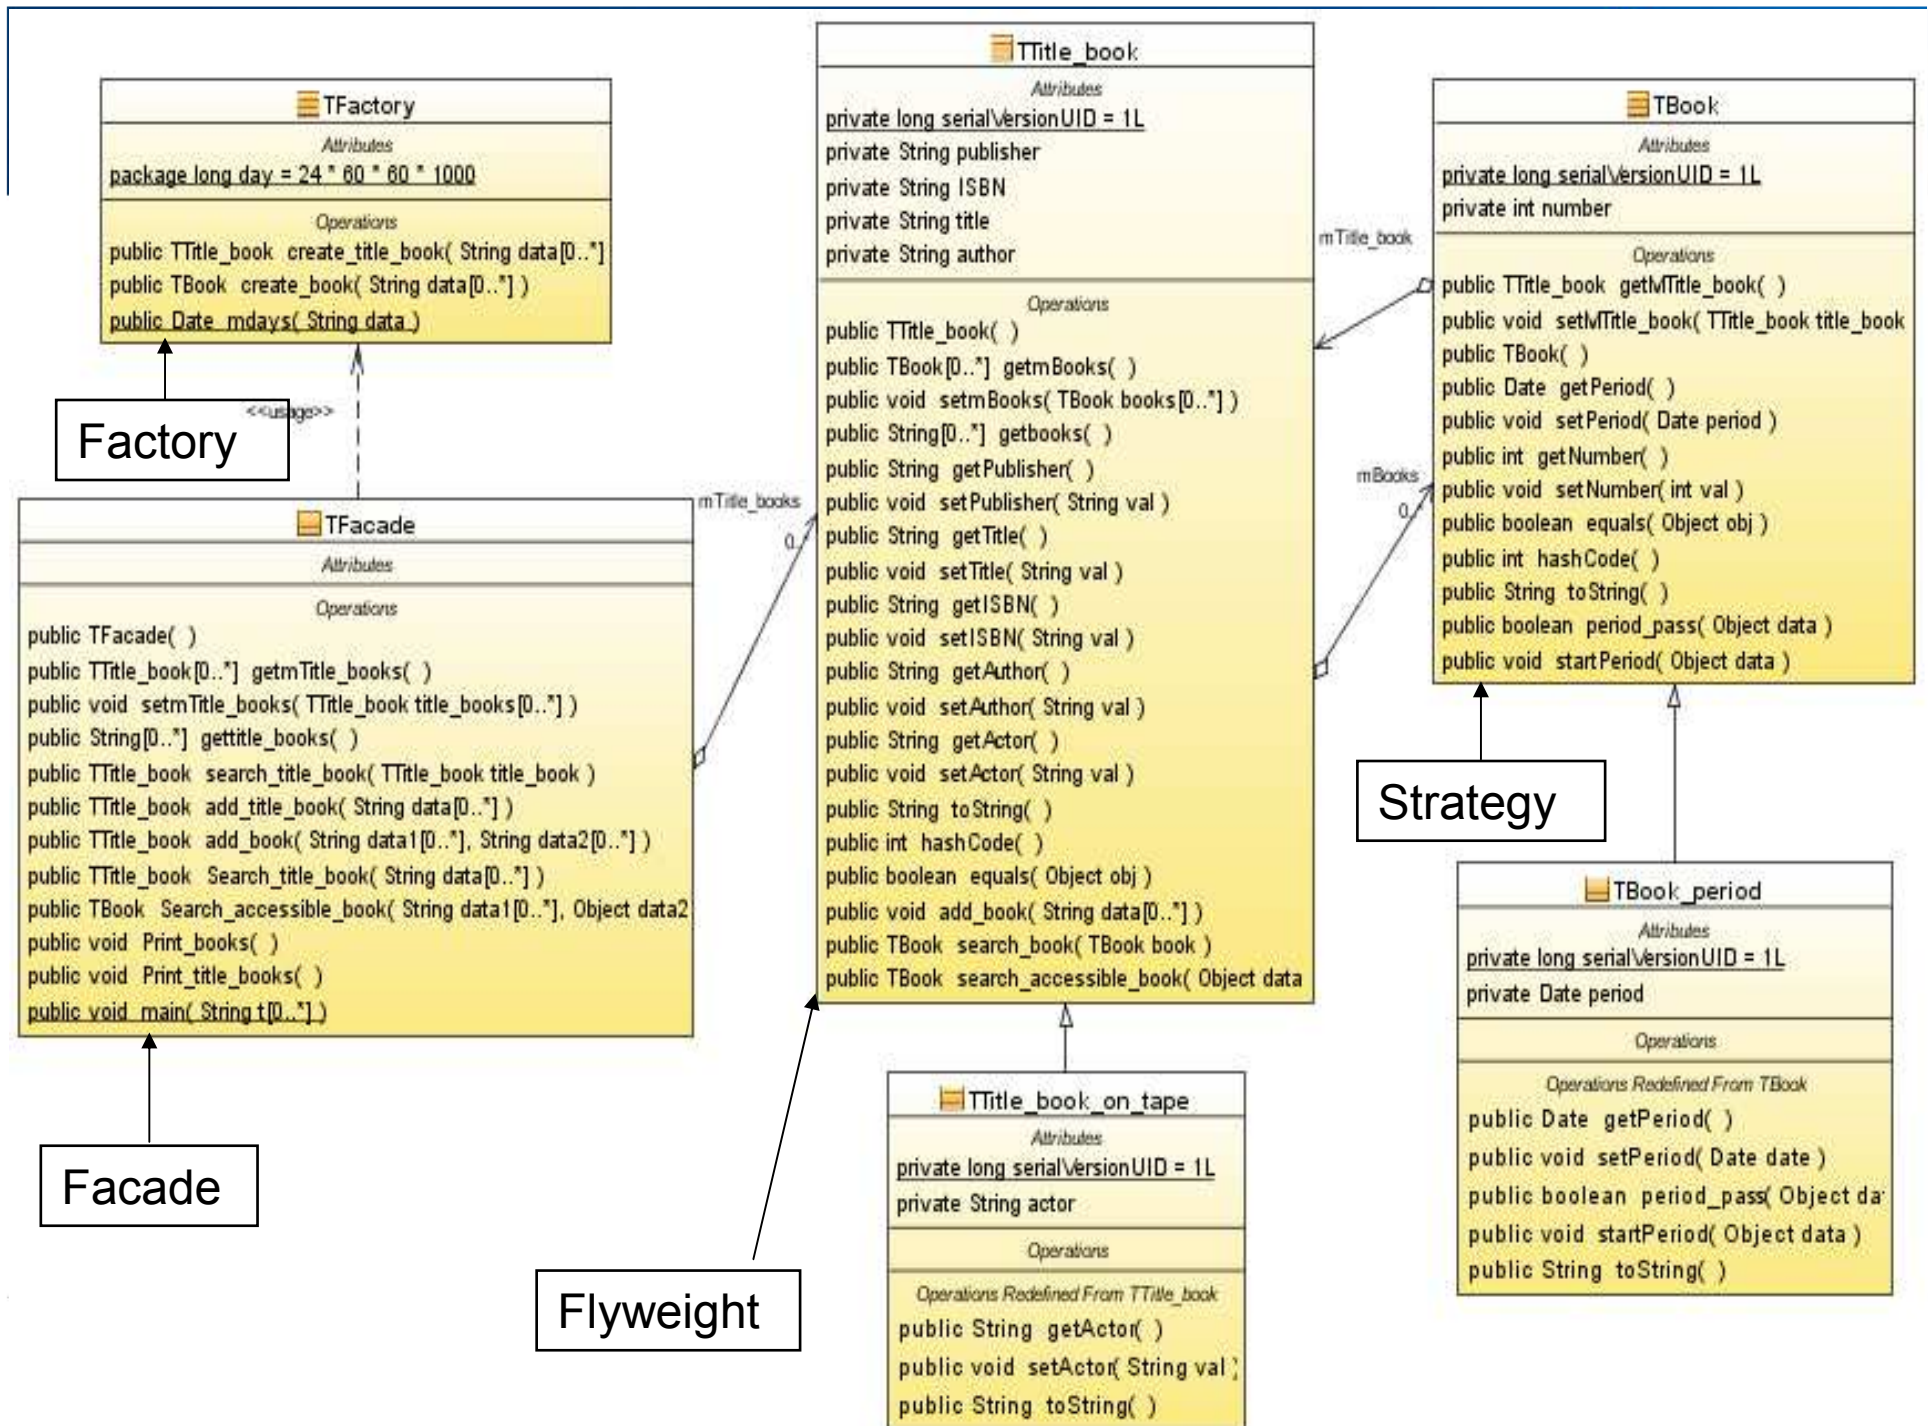 TFactory
Attributes
package long day = 24 * 60 * 60 * 1000
Operations
public TTitle_book create_title_book( String data[0..*]
public TBook create_book( String data[0..*] )
public Date mdays( String data )
Factory
<<usage>>
TFacade
Attributes
Operations
public TFacade( )
public TTitle_book[0..*] getmTitle_books( )
public void setmTitle_books( TTitle_book title_books[0..*] )
public String[0..*] gettitle_books( )
public TTitle_book search_title_book( TTitle_book title_book )
public TTitle_book add_title_book( String data[0..*] )
public TTitle_book add_book( String data1[0..*], String data2[0..*] )
public TTitle_book Search_title_book( String data[0..*] )
public TBook Search_accessible_book( String data1[0..*], Object data2
public void Print_books( )
public void Print_title_books( )
public void main( String t[0..*] )
Facade
mTitle_books
0..
TTitle_book
Attributes
private long serialVersionUID = 1L
private String publisher
private String ISBN
private String title
private String author
Operations
public TTitle_book( )
public TBook[0..*] getmBooks( )
public void setmBooks( TBook books[0..*] )
public String[0..*] getbooks( )
public String getPublisher( )
public void setPublisher( String val )
public String getTitle( )
public void setTitle( String val )
public String getISBN( )
public void setISBN( String val )
public String getAuthor( )
public void setAuthor( String val )
public String getActor( )
public void setActor( String val )
public String toString( )
public int hashCode( )
public boolean equals( Object obj )
public void add_book( String data[0..*] )
public TBook search_book( TBook book )
public TBook search_accessible_book( Object data
Flyweight
TTitle_book_on_tape
Attributes
private long serialVersionUID = 1L
private String actor
Operations
Operations Redefined From TTitle_book
public String getActor( )
public void setActor( String val )
public String toString( )
mTitle_book
mBooks
0..
TBook
Attributes
private long serialVersionUID = 1L
private int number
Operations
public TTitle_book getMTitle_book( )
public void setMTitle_book( TTitle_book title_book
public TBook( )
public Date getPeriod( )
public void setPeriod( Date period )
public int getNumber( )
public void setNumber( int val )
public boolean equals( Object obj )
public int hashCode( )
public String toString( )
public boolean period_pass( Object data )
public void startPeriod( Object data )
Strategy
TBook_period
Attributes
private long serialVersionUID = 1L
private Date period
Operations
Operations Redefined From TBook
public Date getPeriod( )
public void setPeriod( Date date )
public boolean period_pass( Object da
public void startPeriod( Object data )
public String toString( )